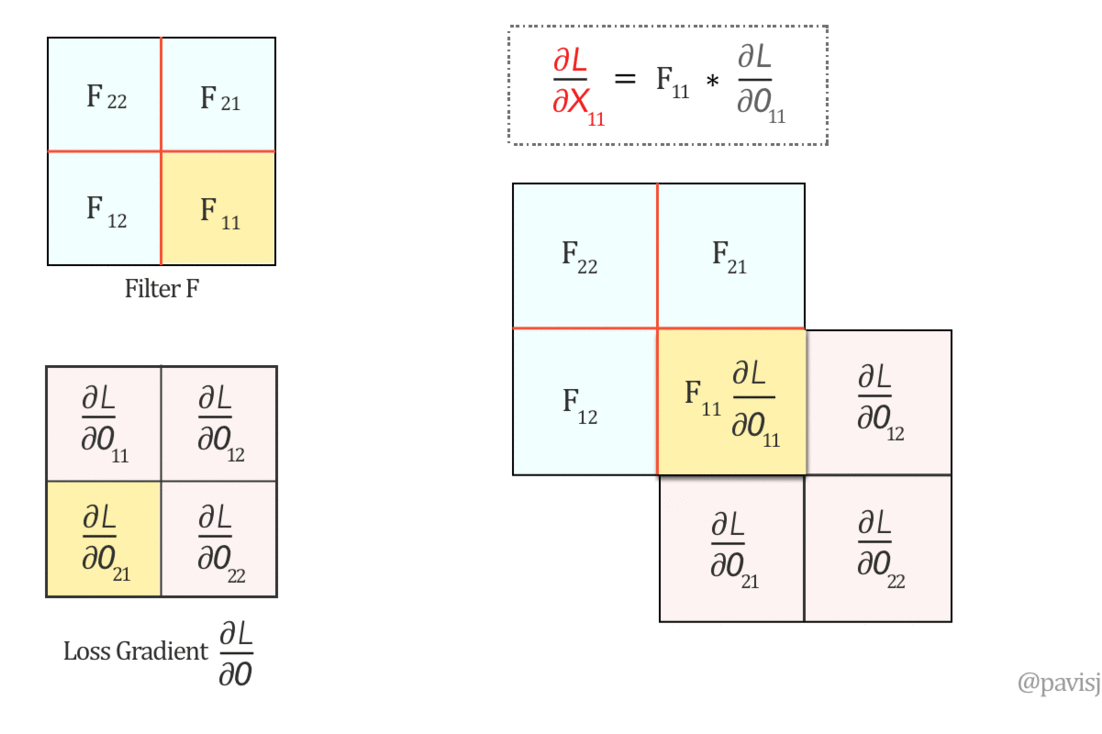 F₂₂ F₂₁
F₁₂ F₁₁
Filter F
∂L/∂O₁₁ ∂L/∂O₁₂
∂L/∂O₂₁ ∂L/∂O₂₂
Loss Gradient ∂L/∂O
∂L/∂X₁₁ = F₁₁ * ∂L/∂O₁₁
F₂₂ F₂₁
F₁₂ F₁₁ ∂L/∂O₁₁ ∂L/∂O₁₂
∂L/∂O₂₁ ∂L/∂O₂₂
@pavisj